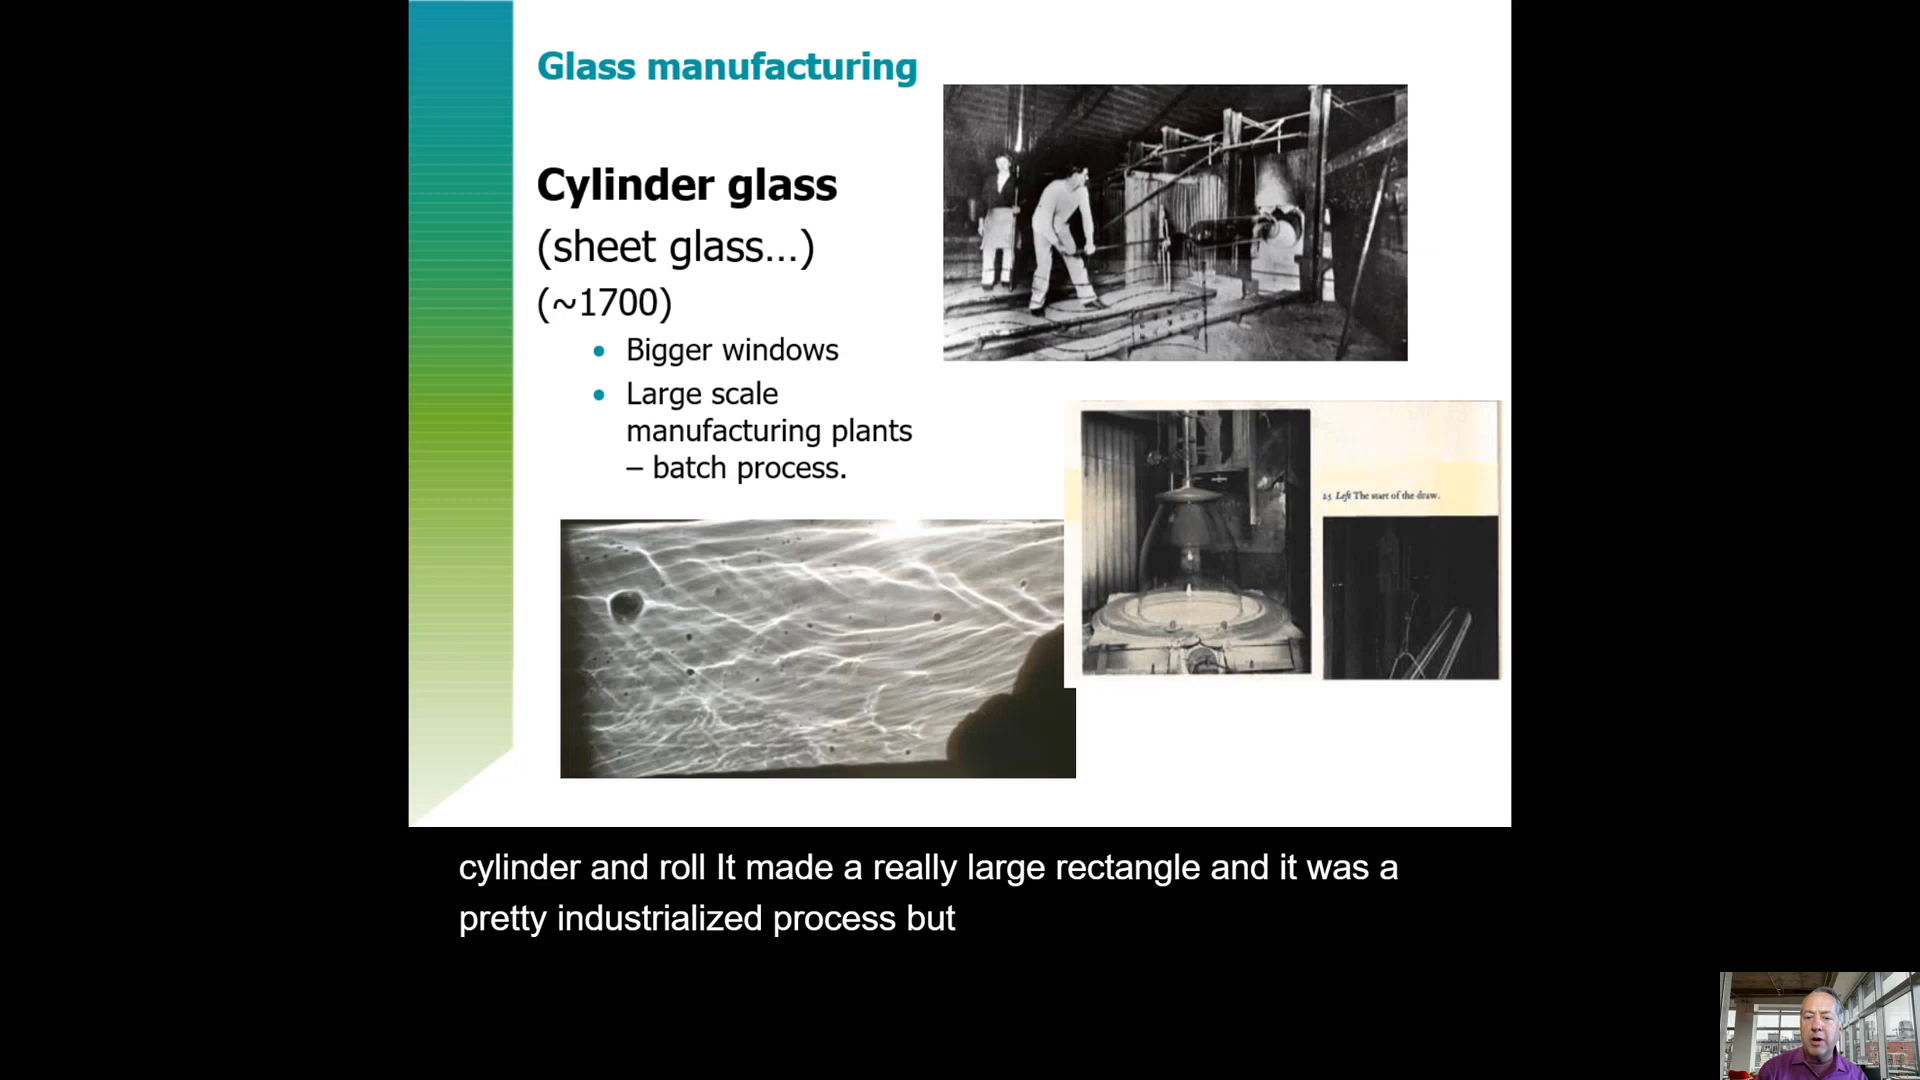 Glass manufacturing
Cylinder glass
(sheet glass...)
(~1700)
• Bigger windows
• Large scale
manufacturing plants
– batch process.
25 Left The start of the draw.
cylinder and roll It made a really large rectangle and it was a
pretty industrialized process but